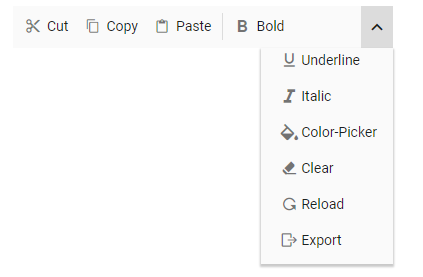 Cut Copy Paste B Bold
U Underline
I Italic
Color-Picker
Clear
Reload
Export